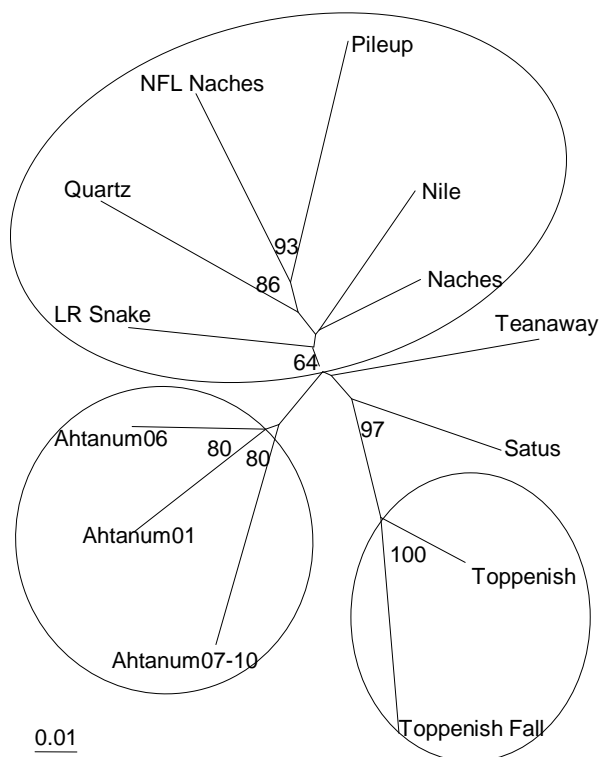 Pileup
NFL Naches
Quartz
Nile
93
86
Naches
LR Snake
Teanaway
64
Ahtanum06
97
80
80
Satus
Ahtanum01
100
Toppenish
Ahtanum07-10
Toppenish Fall
0.01